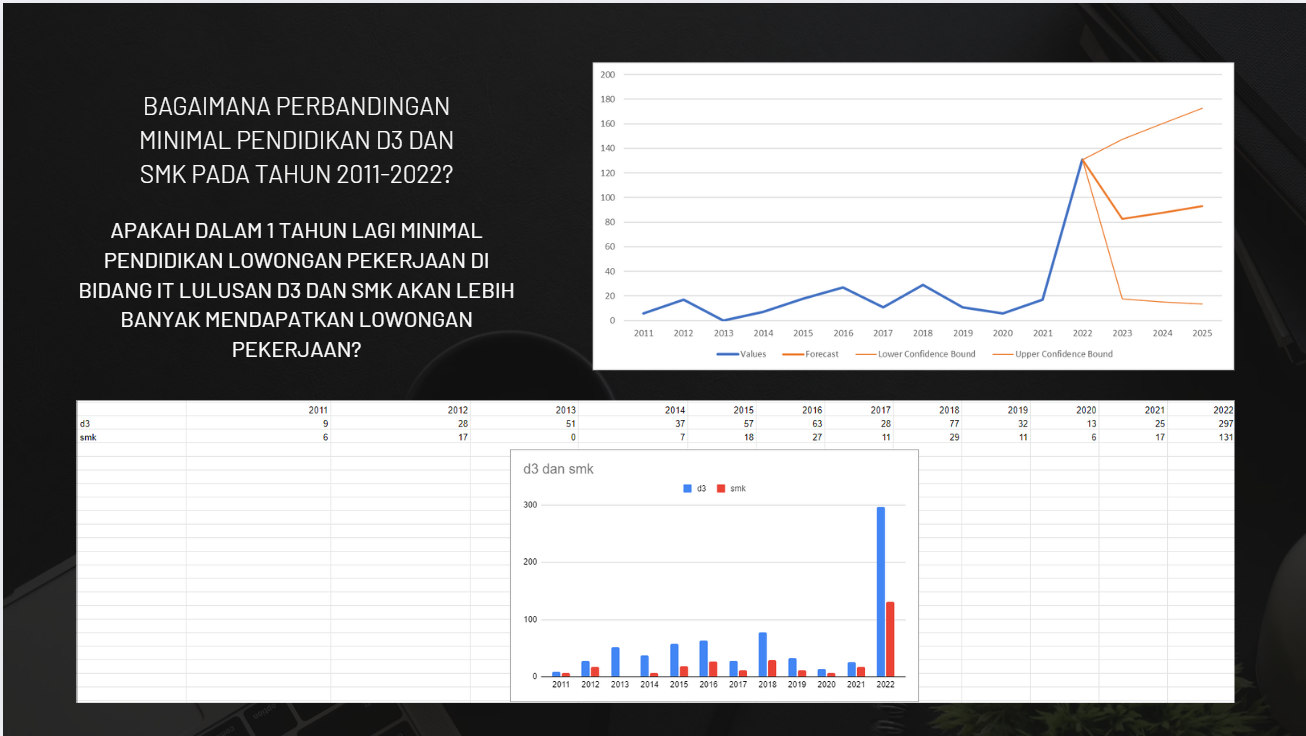 BAGAIMANA PERBANDINGAN
MINIMAL PENDIDIKAN D3 DAN
SMK PADA TAHUN 2011-2022?
APAKAH DALAM 1 TAHUN LAGI MINIMAL
PENDIDIKAN LOWONGAN PEKERJAAN DI
BIDANG IT LULUSAN D3 DAN SMK AKAN LEBIH
BANYAK MENDAPATKAN LOWONGAN
PEKERJAAN?
200
180
160
140
120
100
80
60
40
20
0
2011 2012 2013 2014 2015 2016 2017 2018 2019 2020 2021 2022 2023 2024 2025
Values Forecast Lower Confidence Bound Upper Confidence Bound
2011 2012 2013 2014 2015 2016 2017 2018 2019 2020 2021 2022
d3 9 28 51 37 57 63 28 77 32 13 25 297
smk 6 17 0 7 18 27 11 29 11 6 17 131
d3 dan smk
d3 smk
300
200
100
0
2011 2012 2013 2014 2015 2016 2017 2018 2019 2020 2021 2022